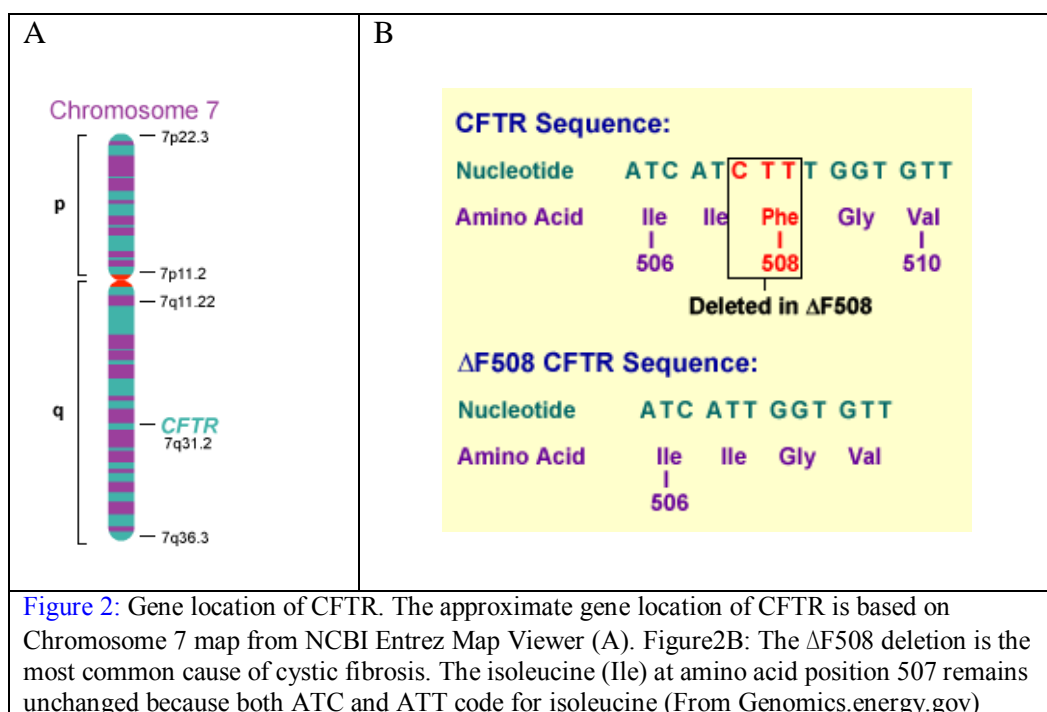 A
Chromosome 7
7p22.3
p
7p11.2
7q11.22
q
CFTR
7q31.2
7q36.3
B
CFTR Sequence:
Nucleotide ATC ATC TTT GGT GTT
Amino Acid Ile Ile Phe Gly Val
506 508 510
Deleted in ΔF508
ΔF508 CFTR Sequence:
Nucleotide ATC ATT GGT GTT
Amino Acid Ile Ile Gly Val
506
Figure 2: Gene location of CFTR. The approximate gene location of CFTR is based on
Chromosome 7 map from NCBI Entrez Map Viewer (A). Figure2B: The ΔF508 deletion is the
most common cause of cystic fibrosis. The isoleucine (Ile) at amino acid position 507 remains
unchanged because both ATC and ATT code for isoleucine (From Genomics.energy.gov)